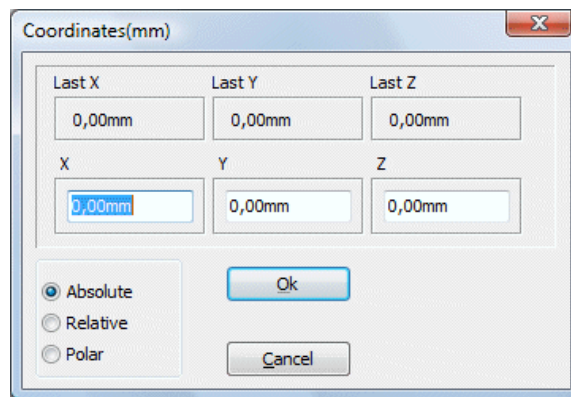 Coordinates(mm)
Last X Last Y Last Z
0,00mm 0,00mm 0,00mm
X Y Z
0,00mm 0,00mm 0,00mm
Absolute Ok
Relative
Polar Cancel